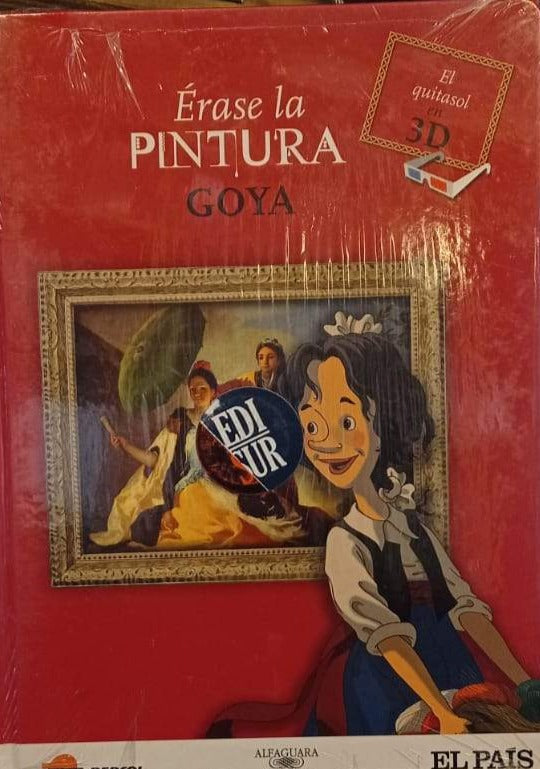 El
quitasol
en
3D
Érase la
PINTURA
GOYA
EDI
SUR
ALFAGUARA
EL PAÍS